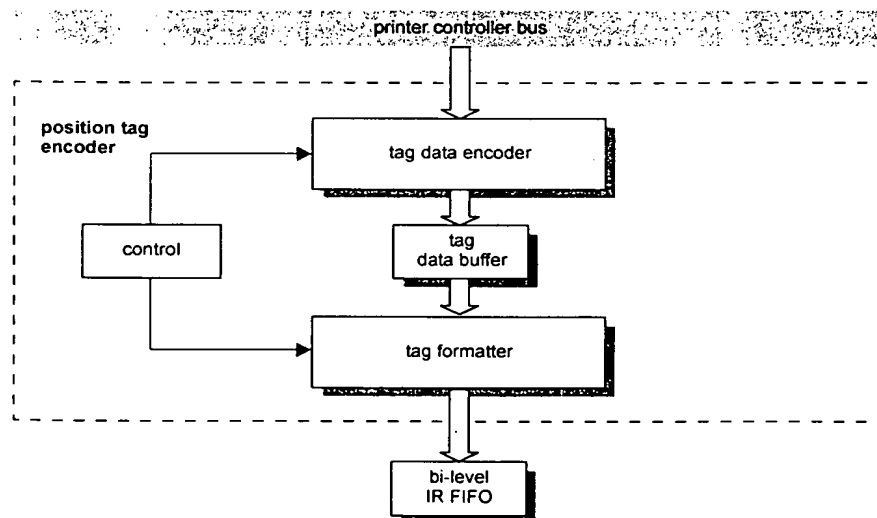 printer controller bus
position tag
encoder
tag data encoder
control
tag
data buffer
tag formatter
bi-level
IR FIFO